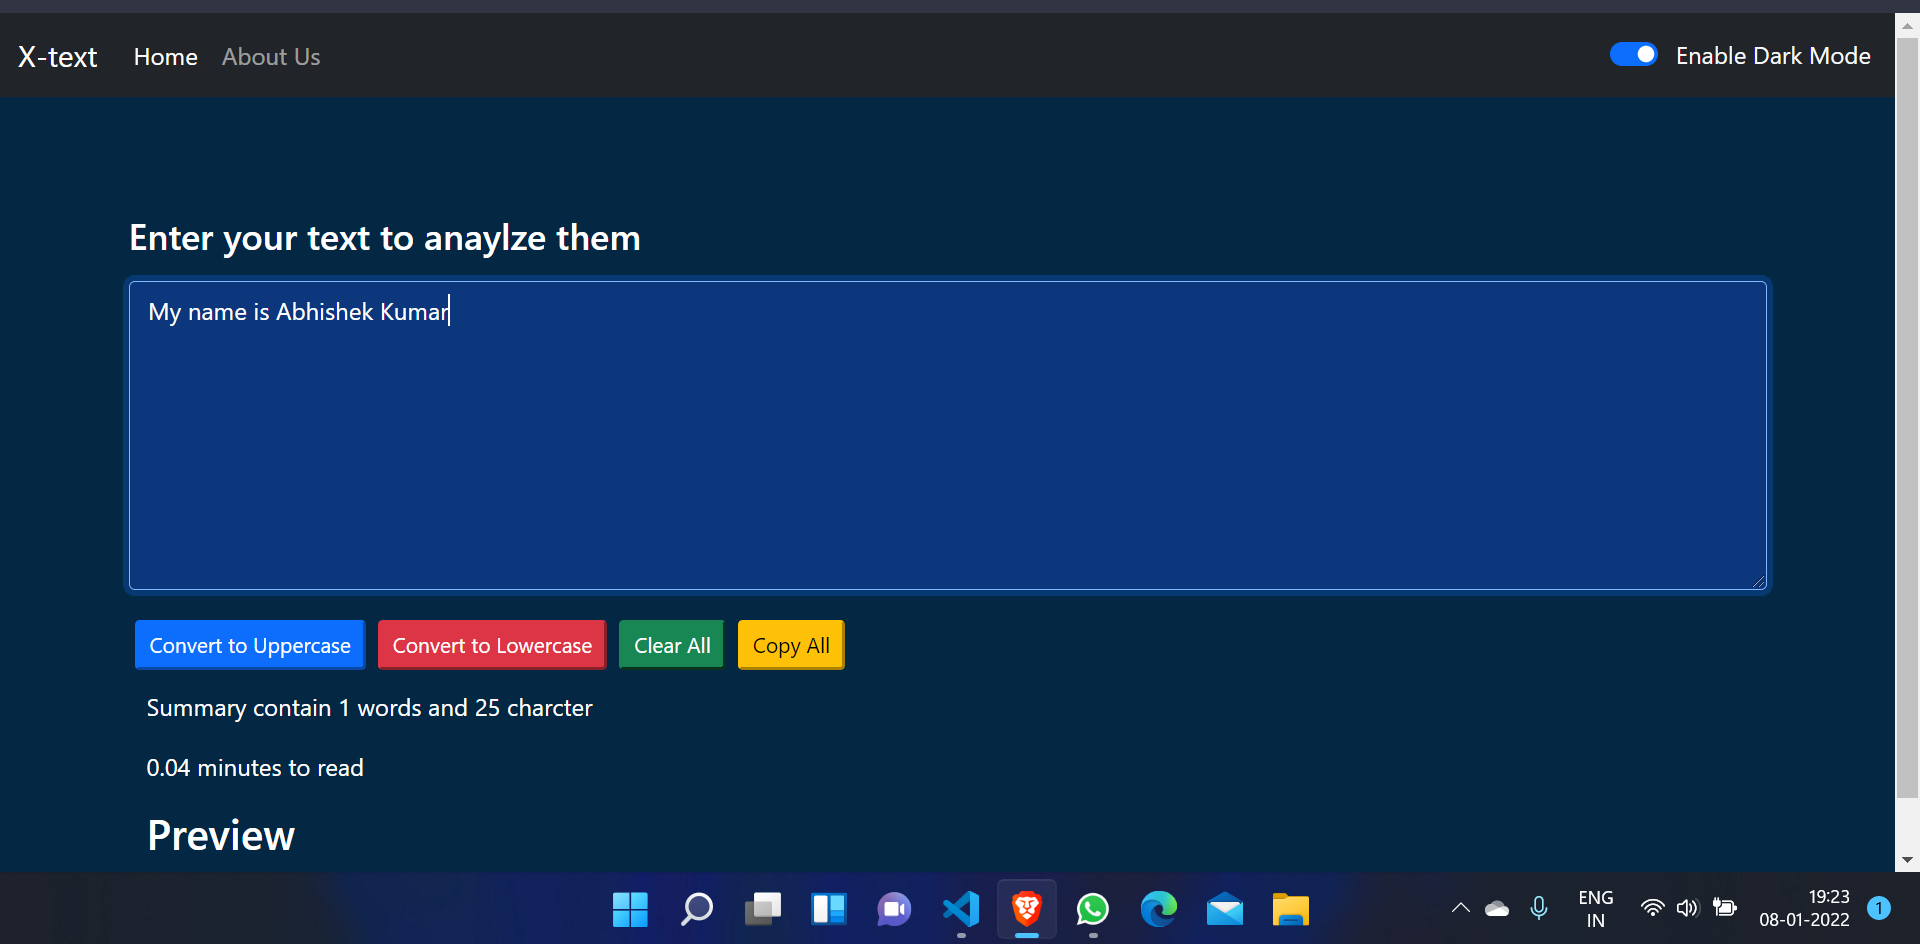 X-text Home About Us Enable Dark Mode
Enter your text to anaylze them
My name is Abhishek Kumar
Convert to Uppercase Convert to Lowercase Clear All Copy All
Summary contain 1 words and 25 charcter
0.04 minutes to read
Preview
ENG 19:23
IN 08-01-2022 1